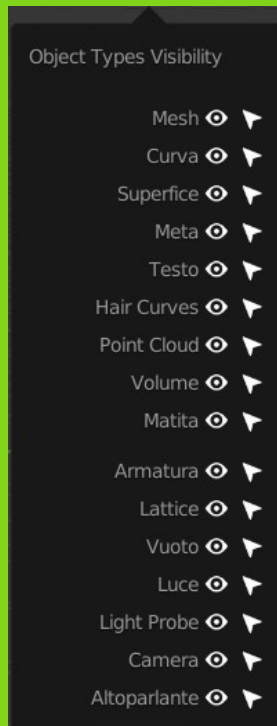 Object Types Visibility
Mesh
Curva
Superfice
Meta
Testo
Hair Curves
Point Cloud
Volume
Matita
Armatura
Lattice
Vuoto
Luce
Light Probe
Camera
Altoparlante